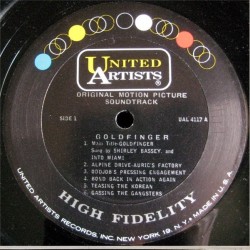 UNITED
ARTISTS®
ORIGINAL MOTION PICTURE
SOUNDTRACK
SIDE 1
UAL 4117 A
GOLDFINGER
1. Main Title-GOLDFINGER
Sung by SHIRLEY BASSEY, and
INTO MIAMI
2. ALPINE DRIVE-AURIC'S FACTORY
3. ODDJOB'S PRESSING ENGAGEMENT
4. BOND BACK IN ACTION AGAIN
5. TEASING THE KOREAN
6. GASSING THE GANGSTERS
HIGH FIDELITY
UNITED ARTISTS RECORDS, INC. NEW YORK 19, NEW YORK MADE IN U.S.A.